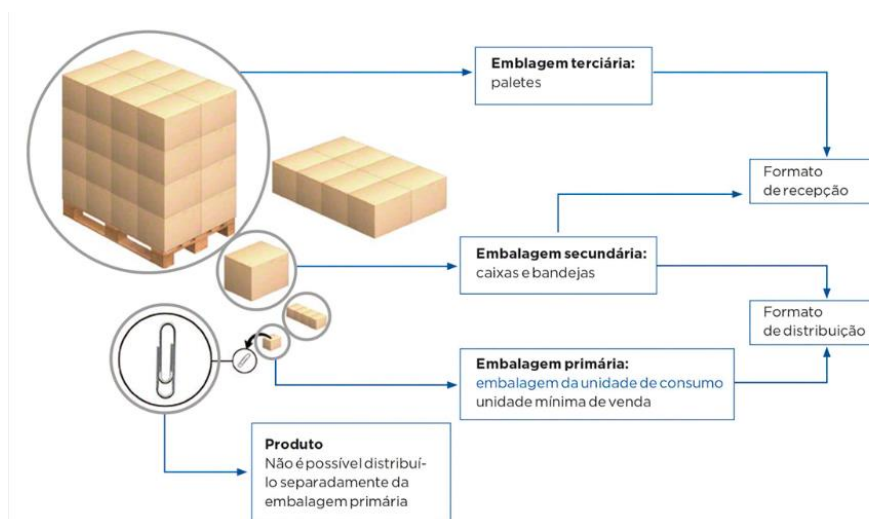 Emblagem terciária:
paletes
Formato
de recepção
Embalagem secundária:
caixas e bandejas
Formato
de distribuição
Embalagem primária:
embalagem da unidade de consumo
unidade mínima de venda
Produto
Não é possível distribuí-
lo separadamente da
embalagem primária